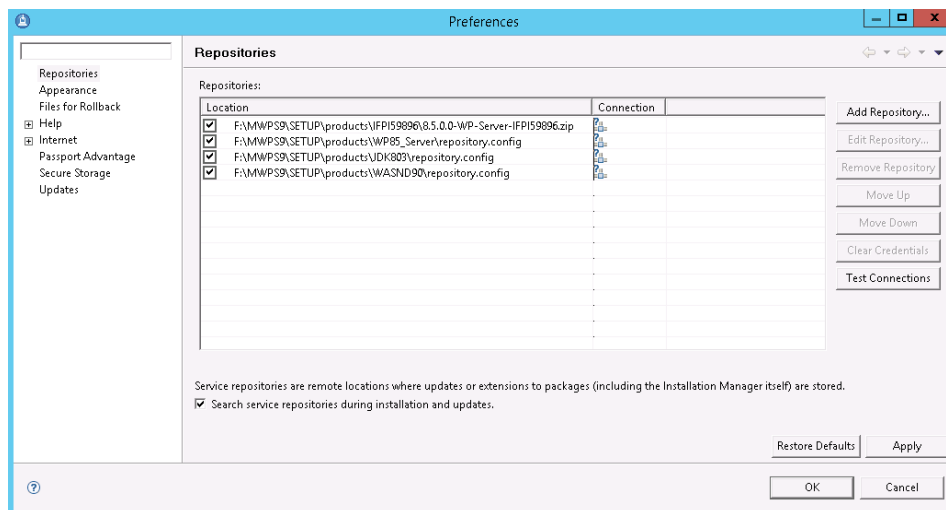 Preferences
Repositories
Appearance
Files for Rollback
Help
Internet
Passport Advantage
Secure Storage
Updates
Repositories
Repositories:
Location Connection
F:\MWPS9\SETUP\products\IFPI59896\8.5.0.0-WP-Server-IFPI59896.zip
F:\MWPS9\SETUP\products\WP85_Server\repository.config
F:\MWPS9\SETUP\products\JDK803\repository.config
F:\MWPS9\SETUP\products\WASND90\repository.config
Add Repository...
Edit Repository...
Remove Repository
Move Up
Move Down
Clear Credentials
Test Connections
Service repositories are remote locations where updates or extensions to packages (including the Installation Manager itself) are stored.
Search service repositories during installation and updates.
Restore Defaults Apply
OK Cancel